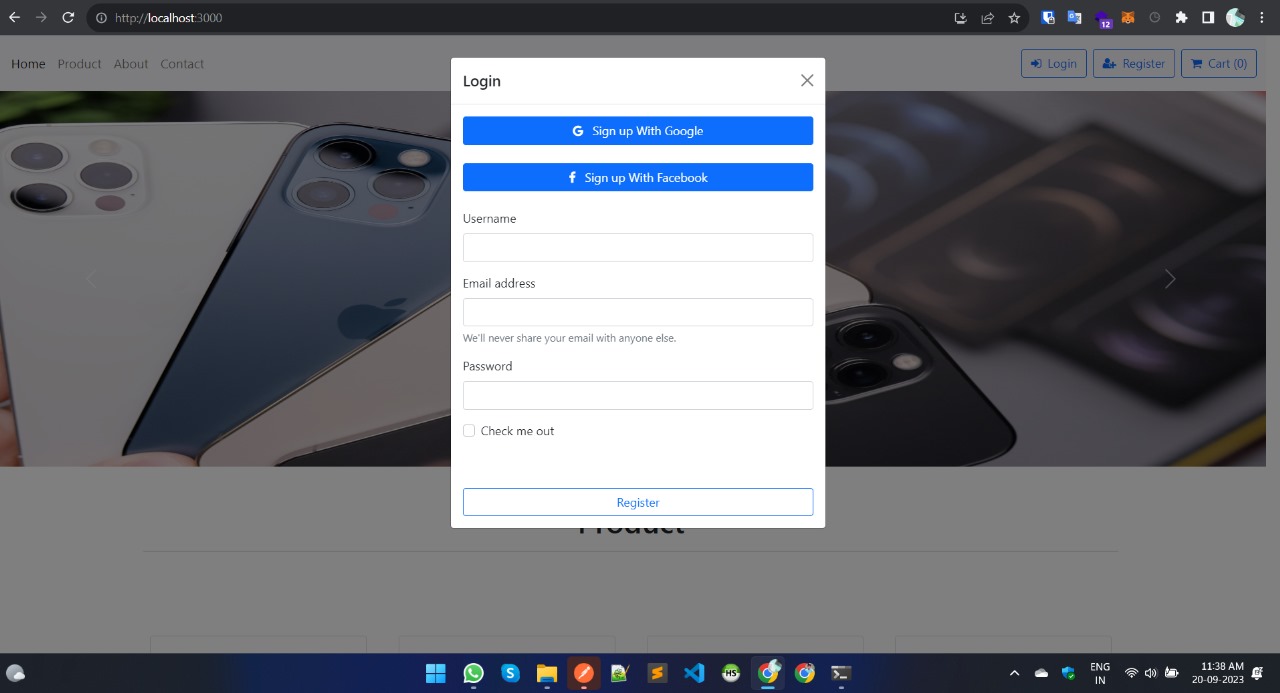 http://localhost:3000
12
Home Product About Contact
Login Register Cart (0)
Login
Sign up With Google
Sign up With Facebook
Username
Email address
We'll never share your email with anyone else.
Password
Check me out
Register
Product
HS
ENG
IN
11:38 AM
20-09-2023